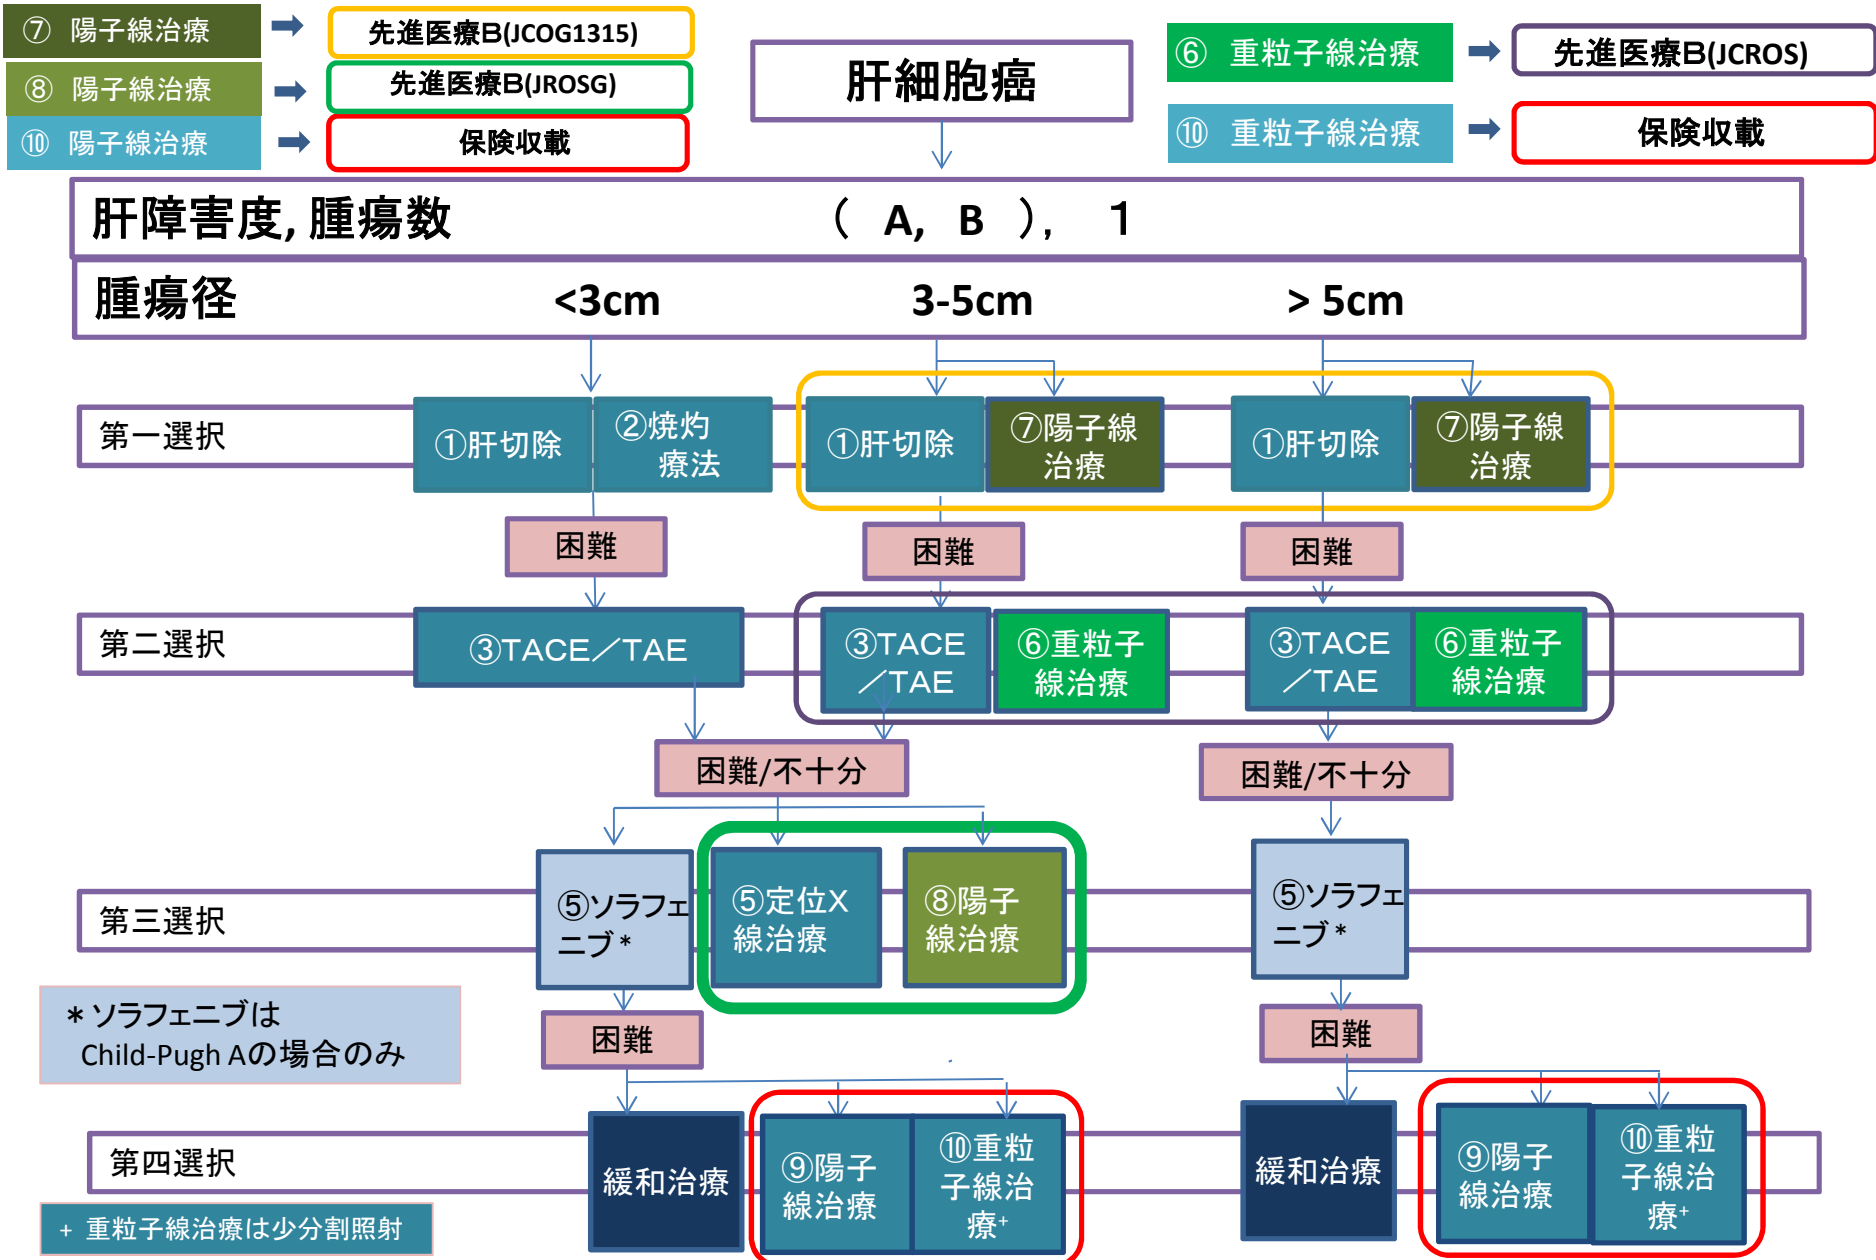 ⑦ 陽子線治療
先進医療B(JCOG1315)
⑧ 陽子線治療
先進医療B(JROSG)
⑩ 陽子線治療
保険収載
肝細胞癌
⑥ 重粒子線治療
先進医療B(JCROS)
⑩ 重粒子線治療
保険収載
肝障害度, 腫瘍数 ( A, B ), 1
腫瘍径 <3cm 3-5cm > 5cm
第一選択
①肝切除
②焼灼
療法
①肝切除
⑦陽子線
治療
①肝切除
⑦陽子線
治療
困難
困難
困難
第二選択
③TACE/TAE
③TACE
/TAE
⑥重粒子
線治療
③TACE
/TAE
⑥重粒子
線治療
困難/不十分
困難/不十分
第三選択
⑤ソラフェ
ニブ*
⑤定位X
線治療
⑧陽子
線治療
⑤ソラフェ
ニブ*
* ソラフェニブは
Child-Pugh Aの場合のみ
困難
困難
第四選択
緩和治療
⑨陽子
線治療
⑩重粒
子線治
療+
緩和治療
⑨陽子
線治療
⑩重粒
子線治
療+
+ 重粒子線治療は少分割照射